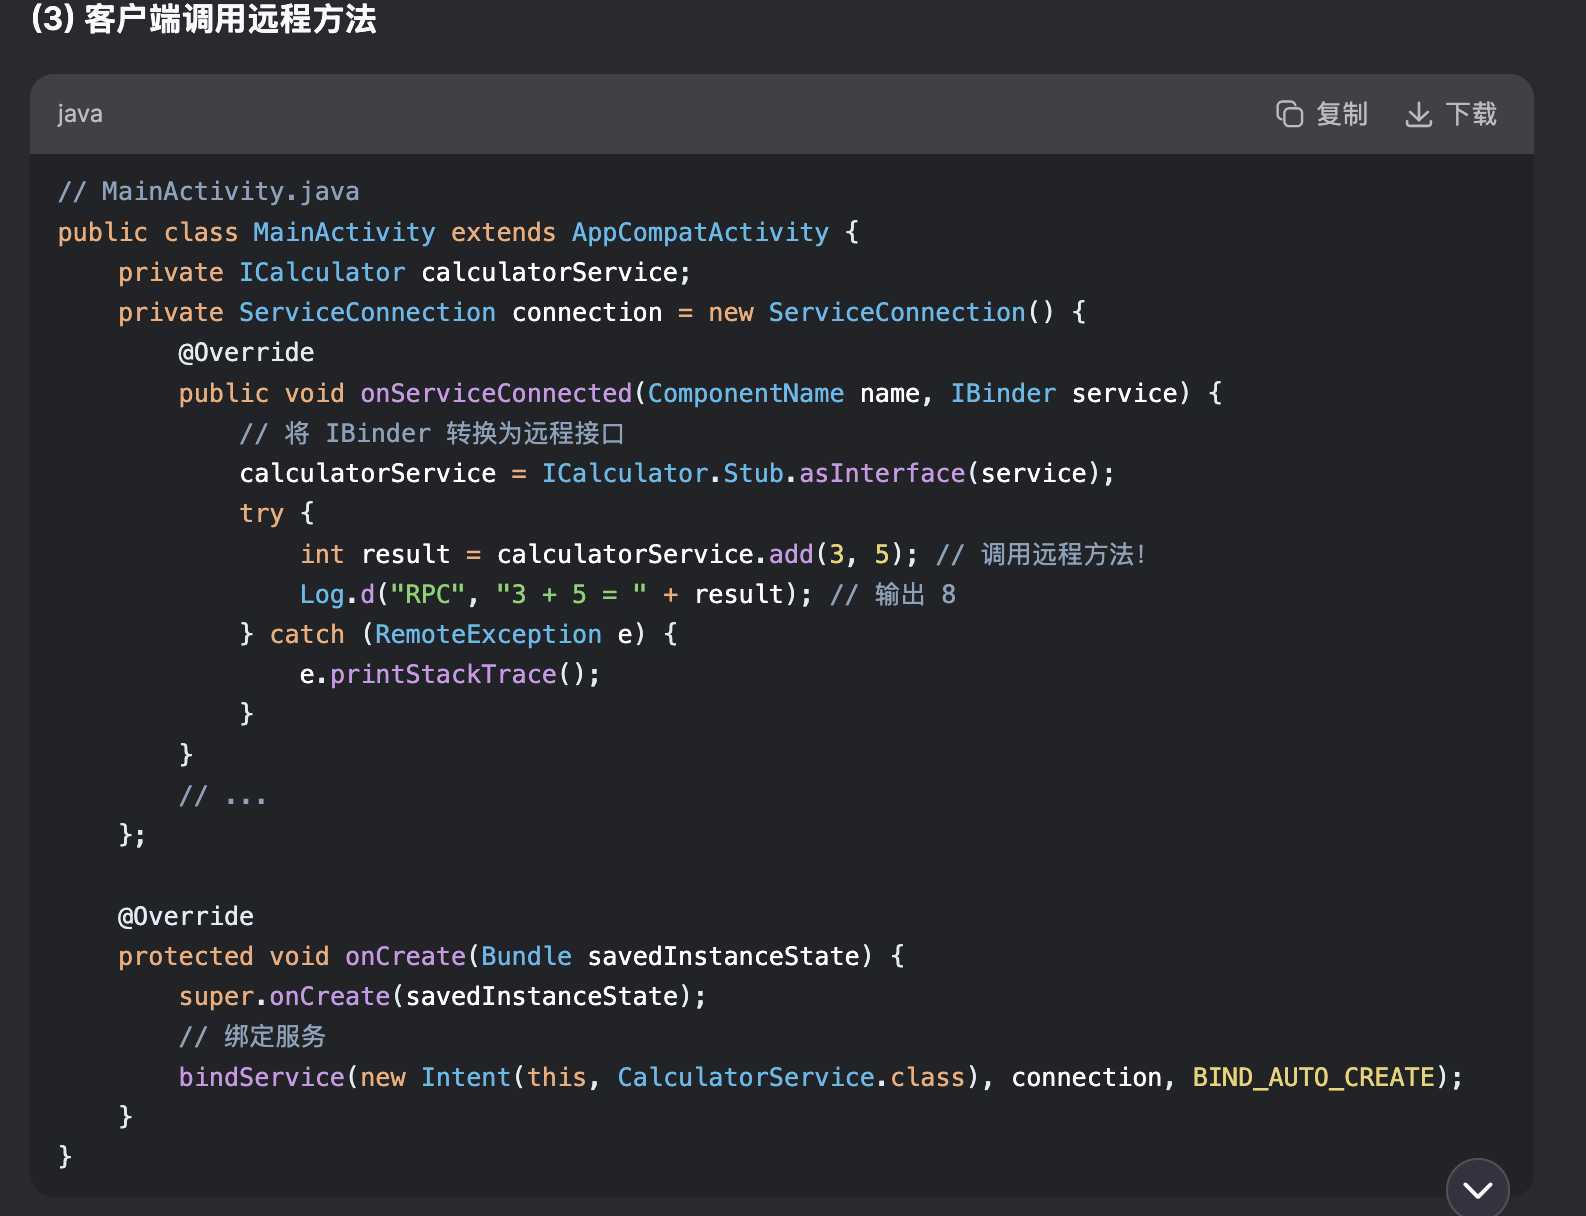 (3) 客户端调用远程方法
java
复制
下载
// MainActivity.java
public class MainActivity extends AppCompatActivity {
    private ICalculator calculatorService;
    private ServiceConnection connection = new ServiceConnection() {
        @Override
        public void onServiceConnected(ComponentName name, IBinder service) {
            // 将 IBinder 转换为远程接口
            calculatorService = ICalculator.Stub.asInterface(service);
            try {
                int result = calculatorService.add(3, 5); // 调用远程方法!
                Log.d("RPC", "3 + 5 = " + result); // 输出 8
            } catch (RemoteException e) {
                e.printStackTrace();
            }
        }
        // ...
    };

    @Override
    protected void onCreate(Bundle savedInstanceState) {
        super.onCreate(savedInstanceState);
        // 绑定服务
        bindService(new Intent(this, CalculatorService.class), connection, BIND_AUTO_CREATE);
    }
}